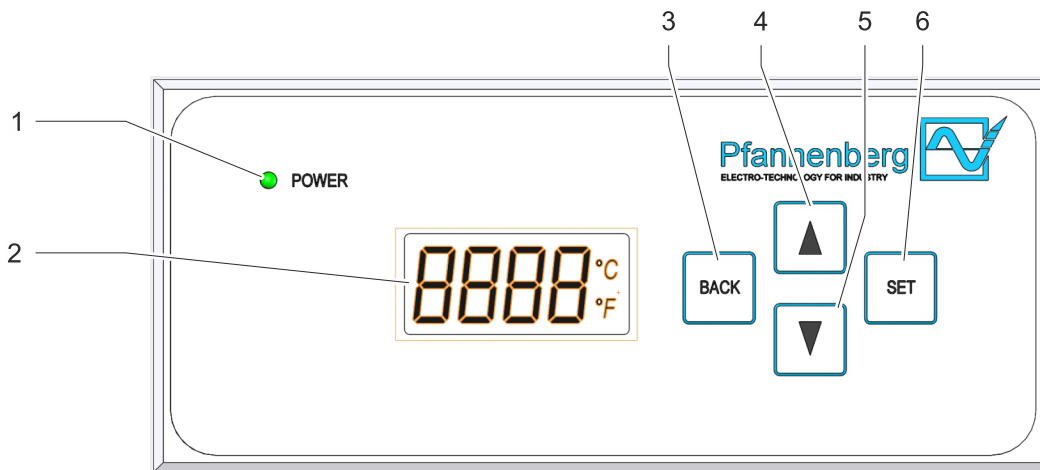 3 4 5 6
1
POWER
Pfannenberg
ELECTRO-TECHNOLOGY FOR INDUSTRY
2
8888 °C
°F
BACK
SET